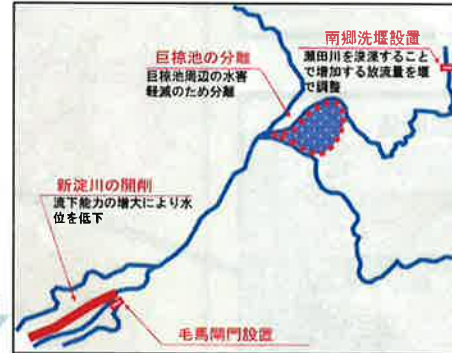 南郷洗堰設置
瀬田川を浚渫すること
で増加する放流量を堰
で調整
巨椋池の分離
巨椋池周辺の水害
軽減のため分離
新淀川の開削
流下能力の増大により水
位を低下
毛馬閘門設置